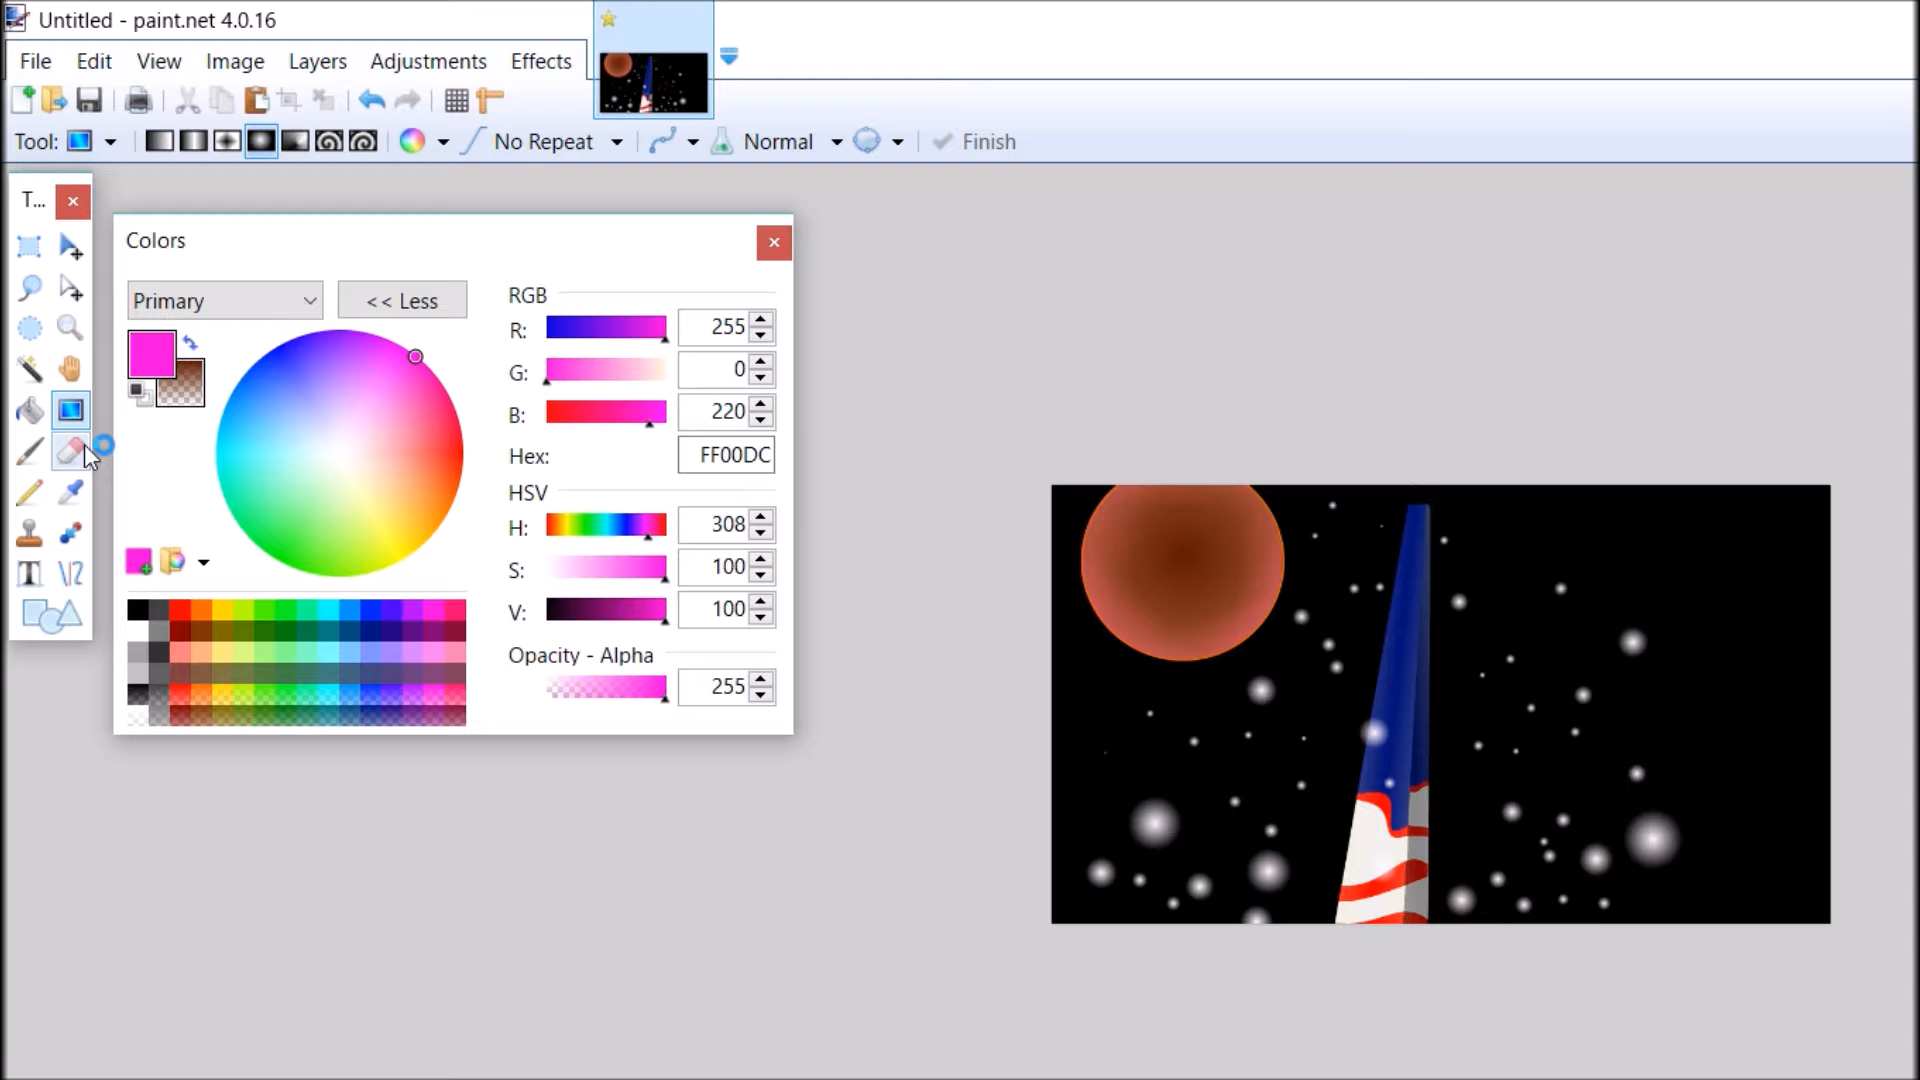 Untitled - paint.net 4.0.16
File Edit View Image Layers Adjustments Effects
Tool: No Repeat Normal Finish
T...
Colors
Primary << Less
RGB
R: 255
G: 0
B: 220
Hex: FF00DC
HSV
H: 308
S: 100
V: 100
Opacity - Alpha
255